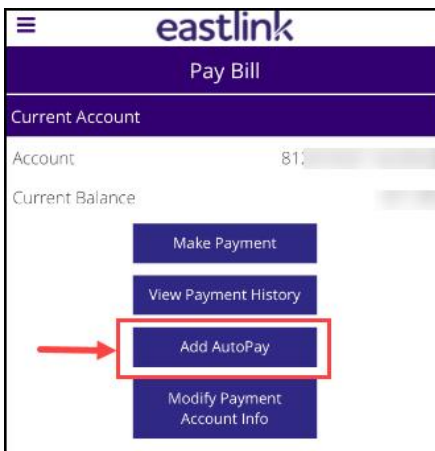 eastlink
Pay Bill
Current Account
Account 81
Current Balance
Make Payment
View Payment History
Add AutoPay
Modify Payment
Account Info